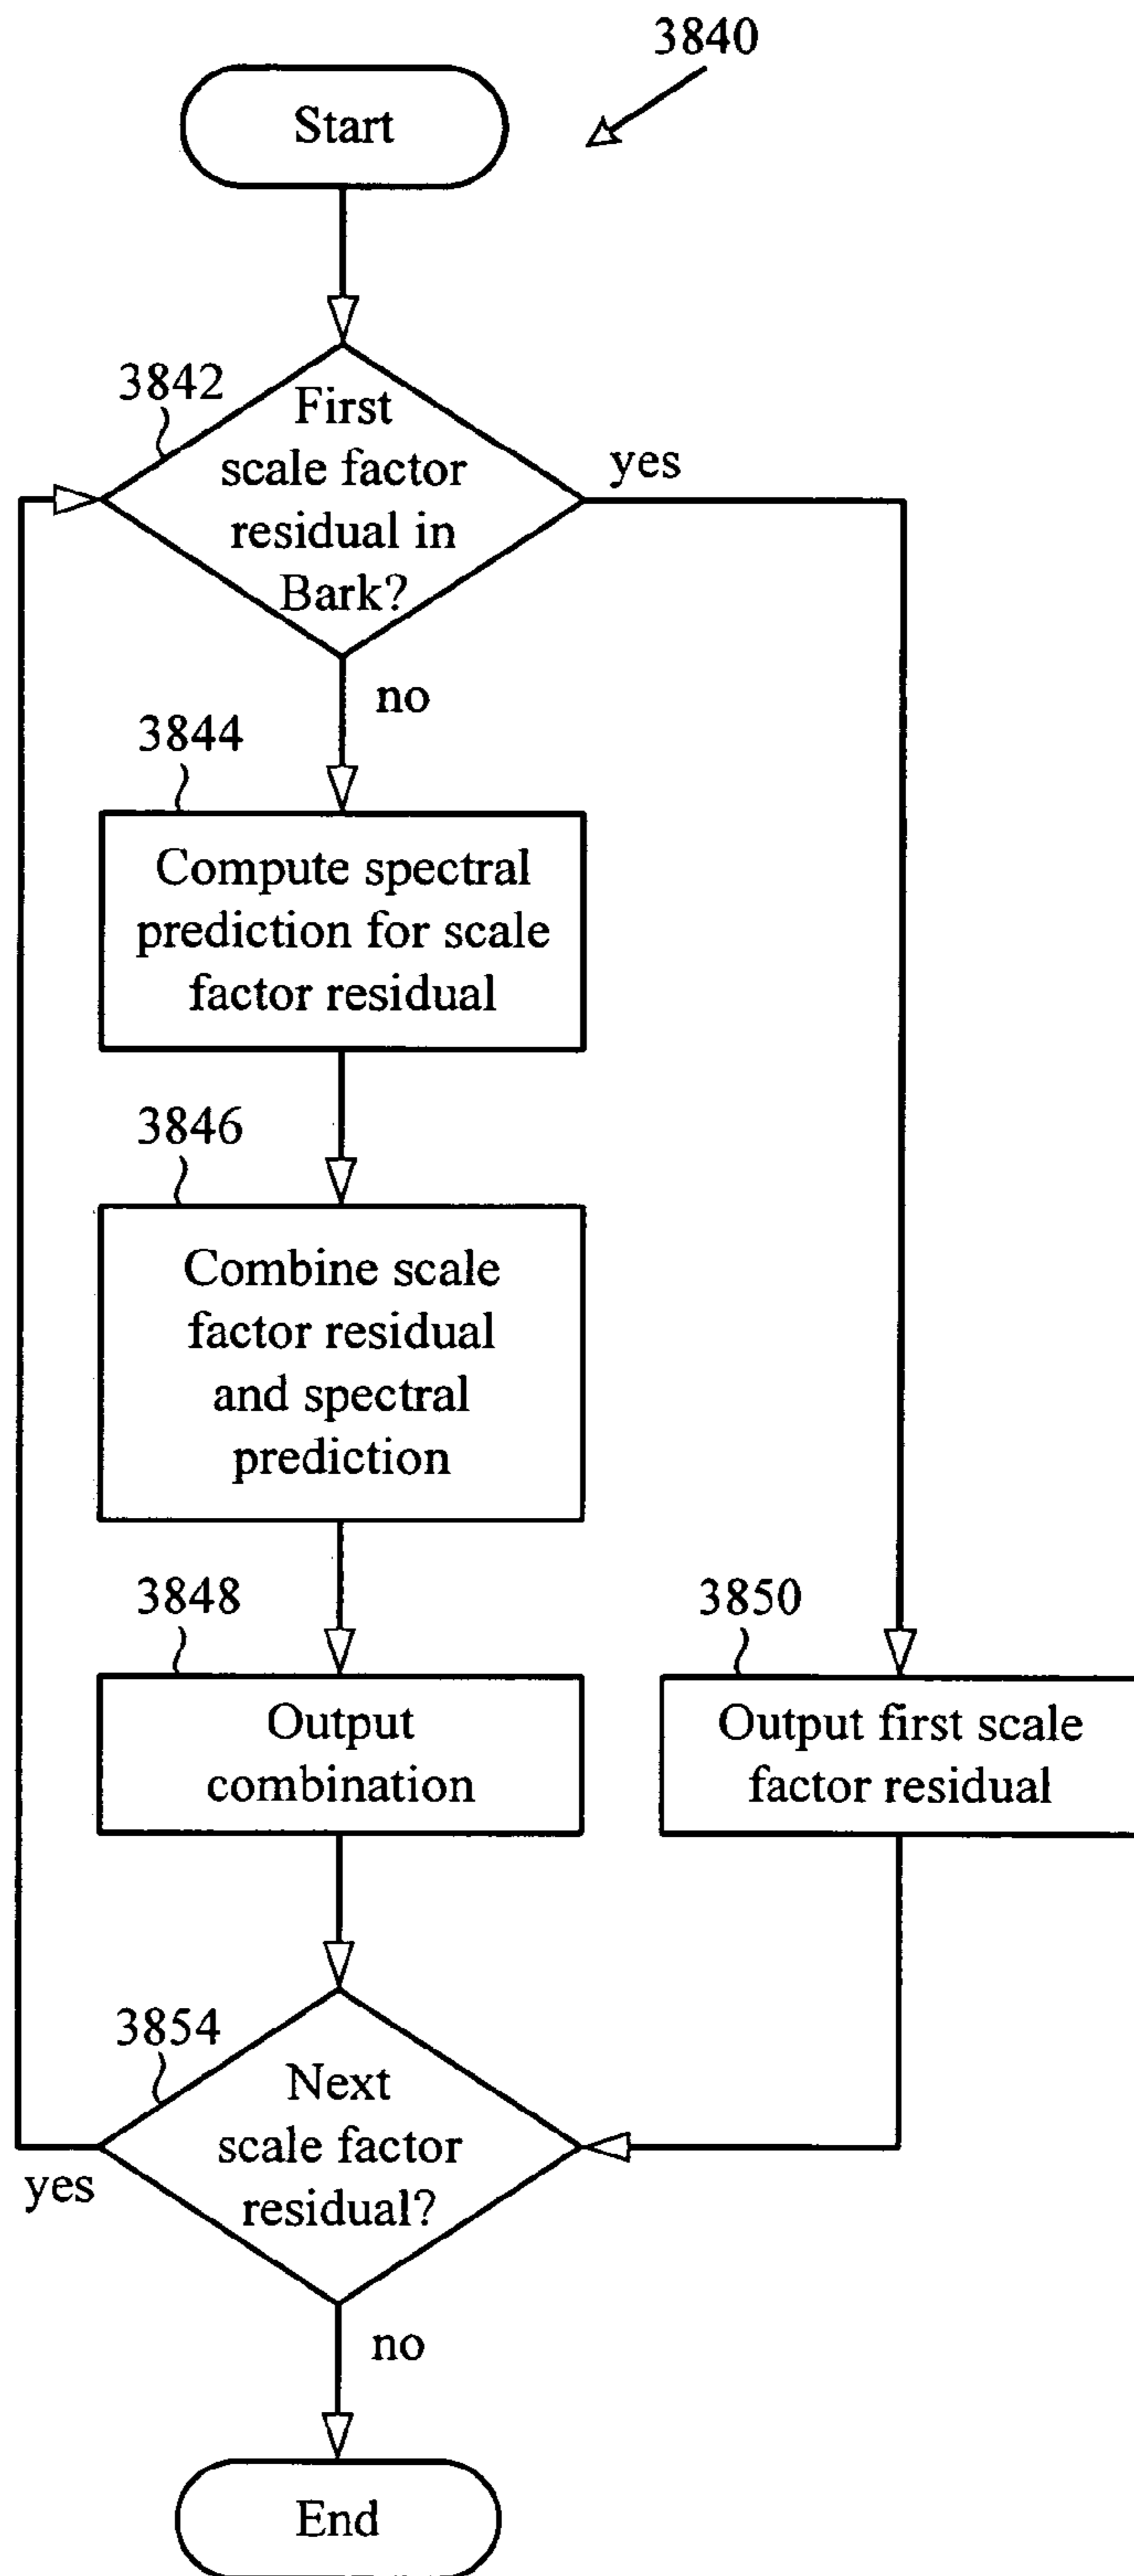 3840
Start
3842
First
scale factor
residual in
Bark?
yes
no
3844
Compute spectral
prediction for scale
factor residual
3846
Combine scale
factor residual
and spectral
prediction
3848
Output
combination
3850
Output first scale
factor residual
3854
Next
scale factor
residual?
yes
no
End